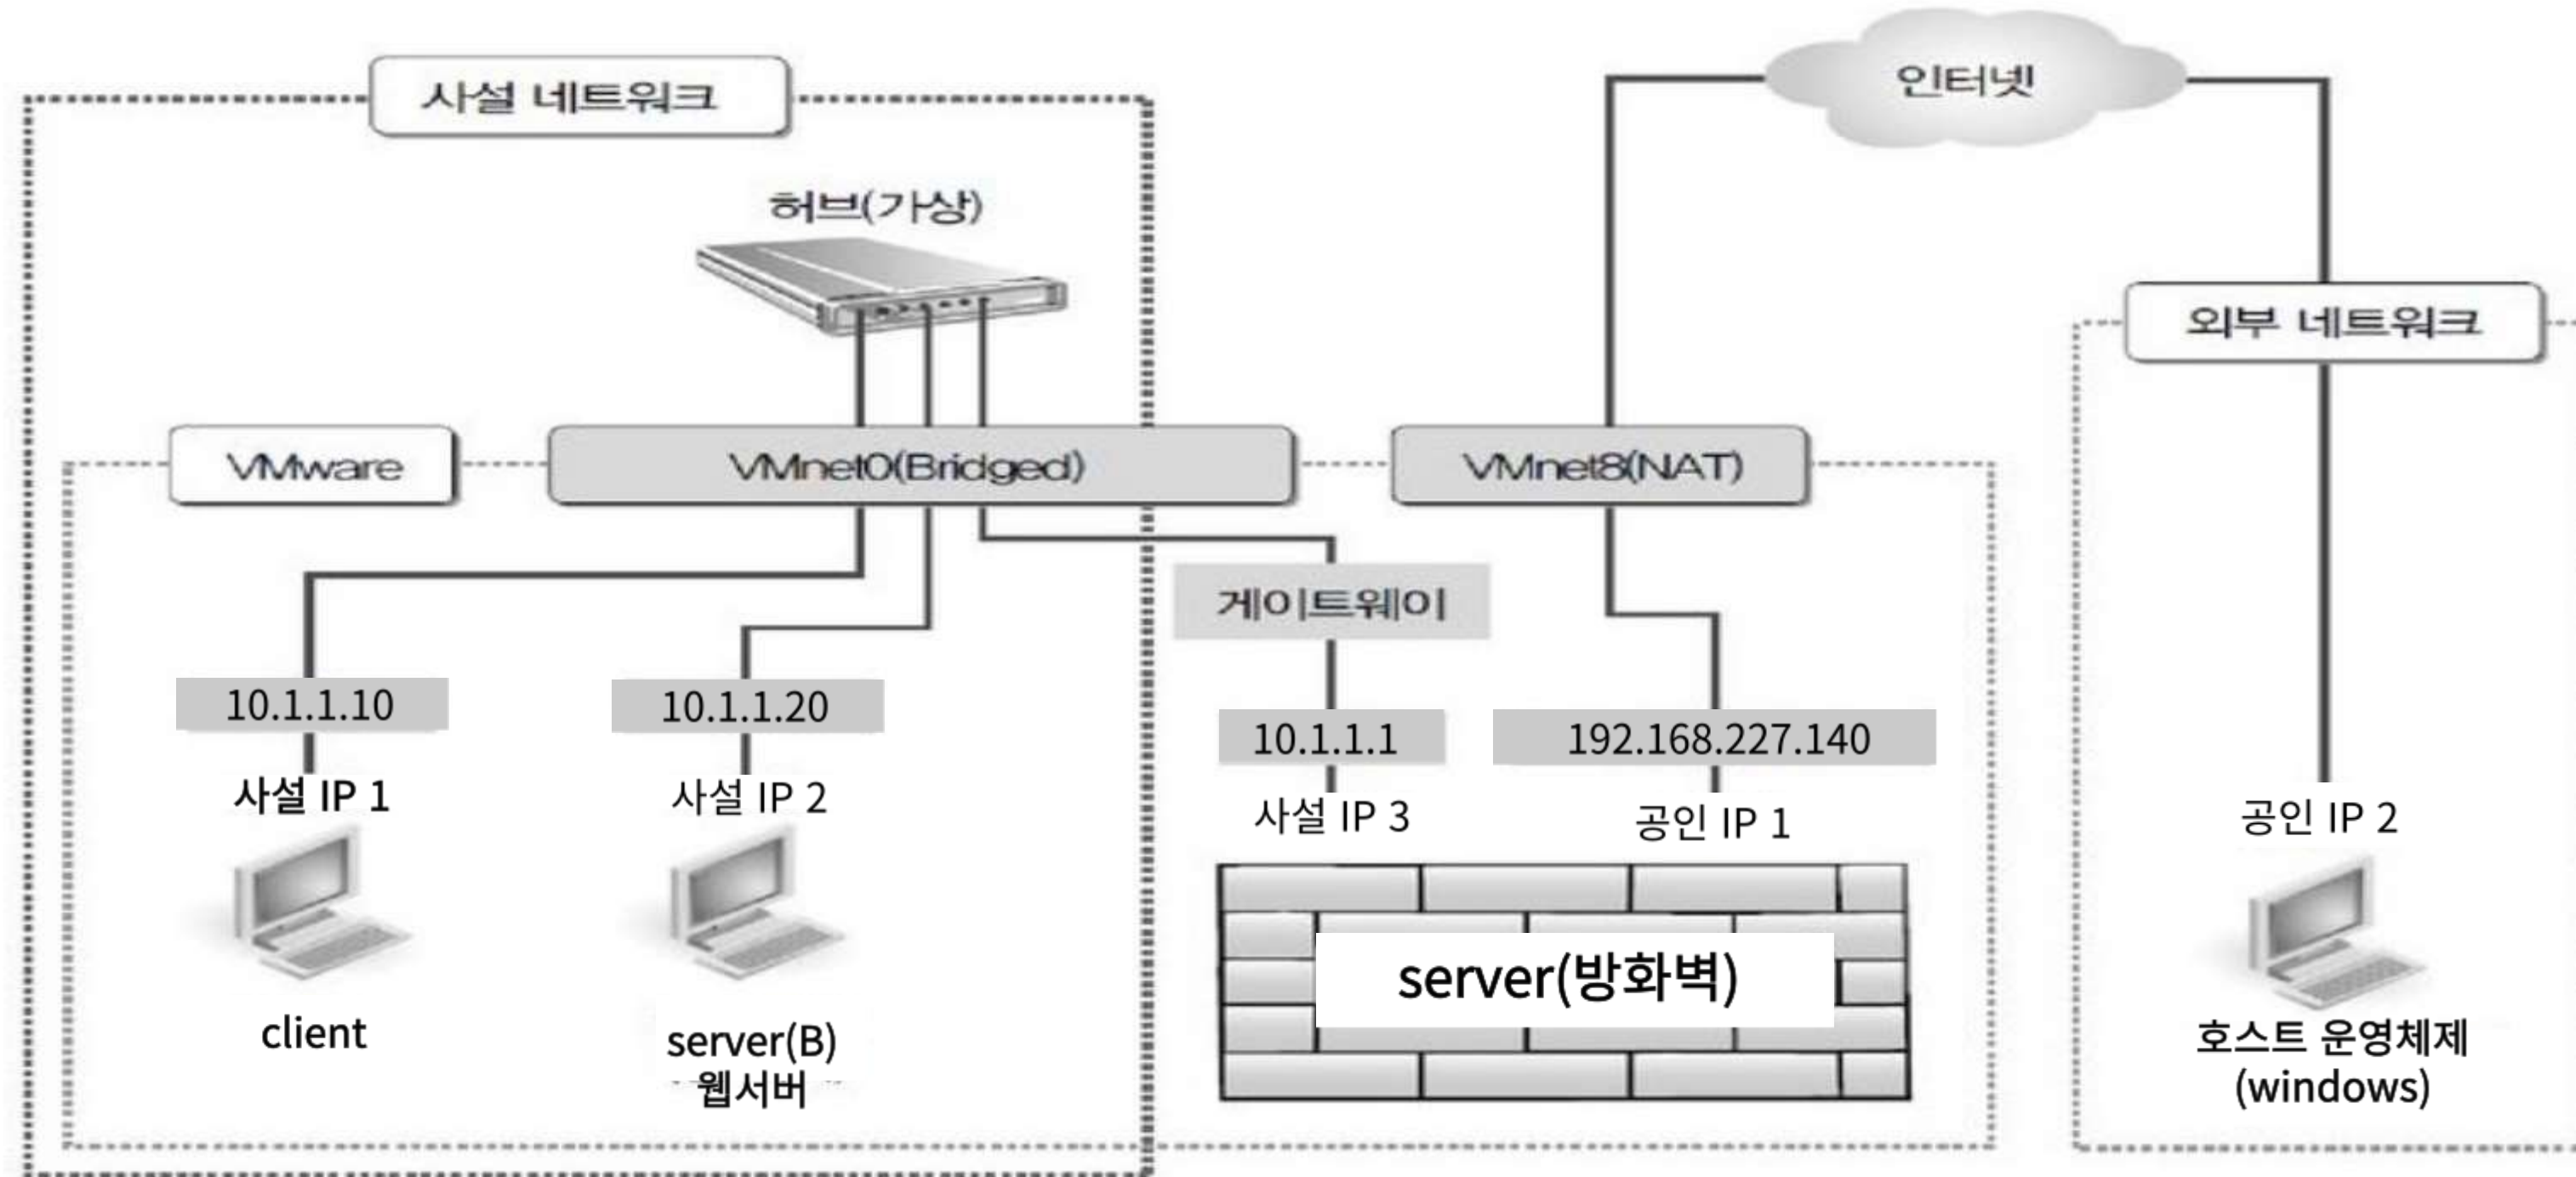 사설 네트워크
인터넷
허브(가상)
외부 네트워크
VMware
VMnet0(Bridged)
VMnet8(NAT)
게이트웨이
10.1.1.10
10.1.1.20
10.1.1.1
192.168.227.140
사설 IP 1
사설 IP 2
사설 IP 3
공인 IP 1
공인 IP 2
server(방화벽)
client
server(B)
웹서버
호스트 운영체제
(windows)